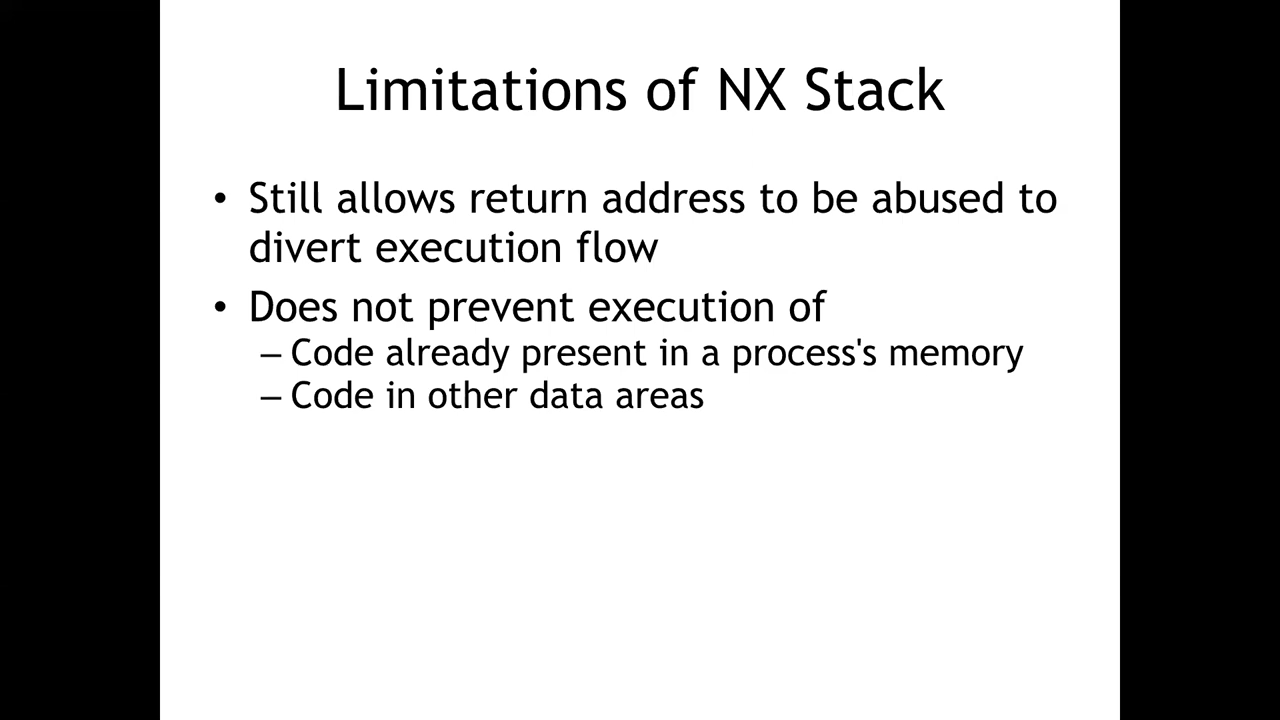 Limitations of NX Stack
• Still allows return address to be abused to
divert execution flow
• Does not prevent execution of
– Code already present in a process's memory
– Code in other data areas